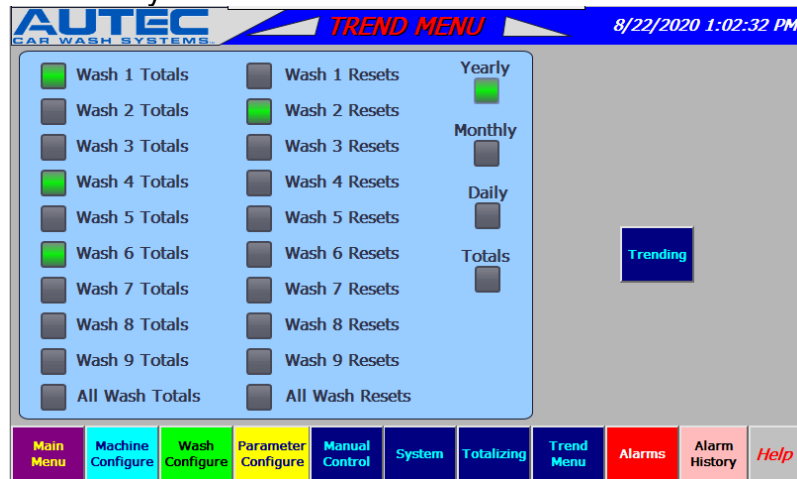 AUTEC
CAR WASH SYSTEMS
TREND MENU
8/22/2020 1:02:32 PM
Wash 1 Totals
Wash 1 Resets
Yearly
Wash 2 Totals
Wash 2 Resets
Monthly
Wash 3 Totals
Wash 3 Resets
Wash 4 Totals
Wash 4 Resets
Daily
Wash 5 Totals
Wash 5 Resets
Wash 6 Totals
Wash 6 Resets
Totals
Trending
Wash 7 Totals
Wash 7 Resets
Wash 8 Totals
Wash 8 Resets
Wash 9 Totals
Wash 9 Resets
All Wash Totals
All Wash Resets
Main
Menu
Machine
Configure
Wash
Configure
Parameter
Configure
Manual
Control
System
Totalizing
Trend
Menu
Alarms
Alarm
History
Help